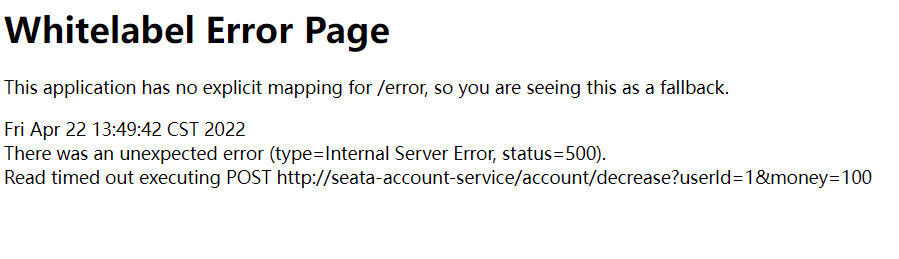 Whitelabel Error Page
This application has no explicit mapping for /error, so you are seeing this as a fallback.
Fri Apr 22 13:49:42 CST 2022
There was an unexpected error (type=Internal Server Error, status=500).
Read timed out executing POST http://seata-account-service/account/decrease?userId=1&money=100